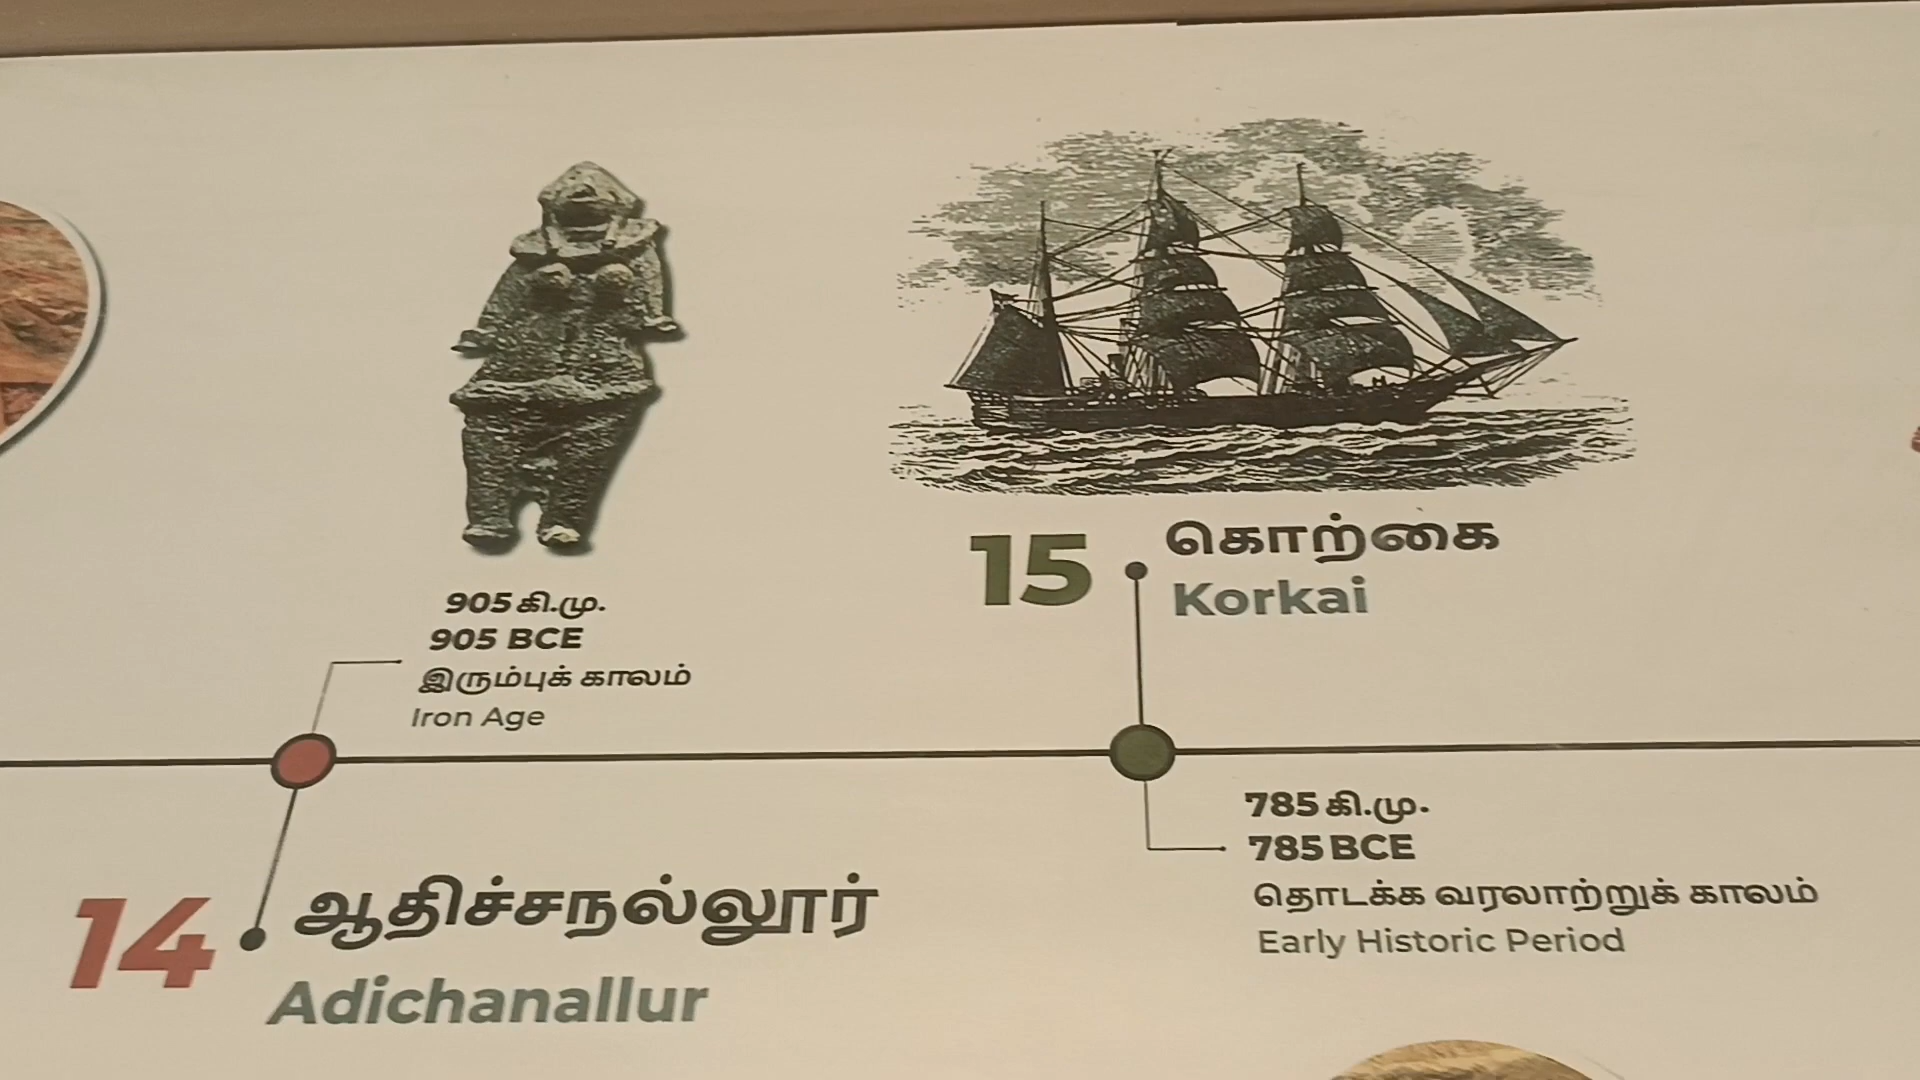 905 கி.மு.
905 BCE
இரும்புக் காலம்
Iron Age
14
ஆதிச்சநல்லூர்
Adichanallur
15
கொற்கை
Korkai
785 கி.மு.
785 BCE
தொடக்க வரலாற்றுக் காலம்
Early Historic Period